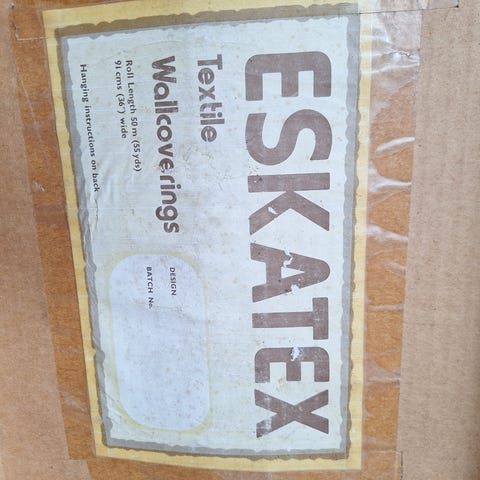 ESKATEX
Textile
Wallcoverings
Roll Length 50 m (55 yds)
91 cms (36") wide
DESIGN
BATCH No.
Hanging instructions on back